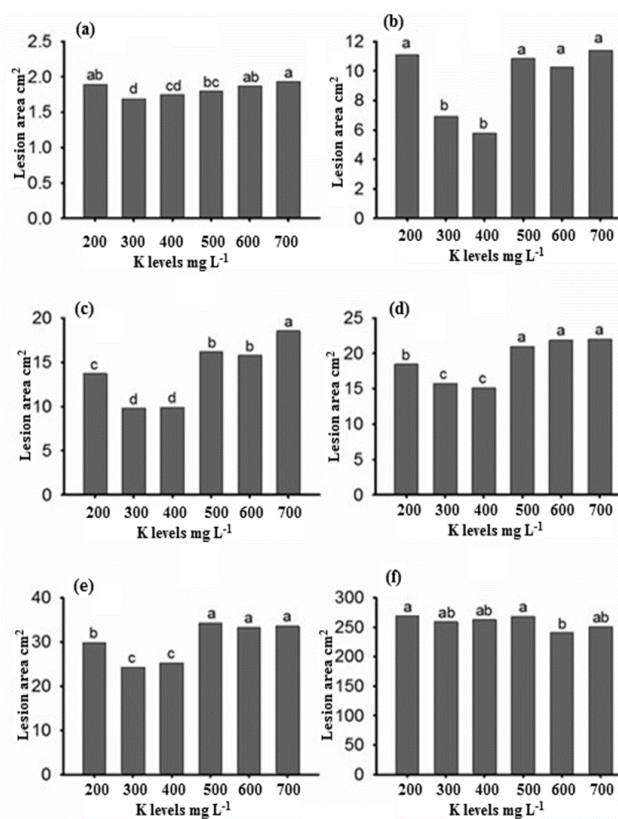 (a)
Lesion area cm²
2.5
2.0
1.5
1.0
0.5
0.0
ab d cd bc ab a
200 300 400 500 600 700
K levels mg L⁻¹
(b)
Lesion area cm²
12
10
8
6
4
2
0
a b b a a a
200 300 400 500 600 700
K levels mg L⁻¹
(c)
Lesion area cm²
20
15
10
5
0
c d d b b a
200 300 400 500 600 700
K levels mg L⁻¹
(d)
Lesion area cm²
25
20
15
10
5
0
b c c a a a
200 300 400 500 600 700
K levels mg L⁻¹
(e)
Lesion area cm²
40
30
20
10
0
b c c a a a
200 300 400 500 600 700
K levels mg L⁻¹
(f)
Lesion area cm²
300
250
200
150
100
50
0
a ab ab a b ab
200 300 400 500 600 700
K levels mg L⁻¹